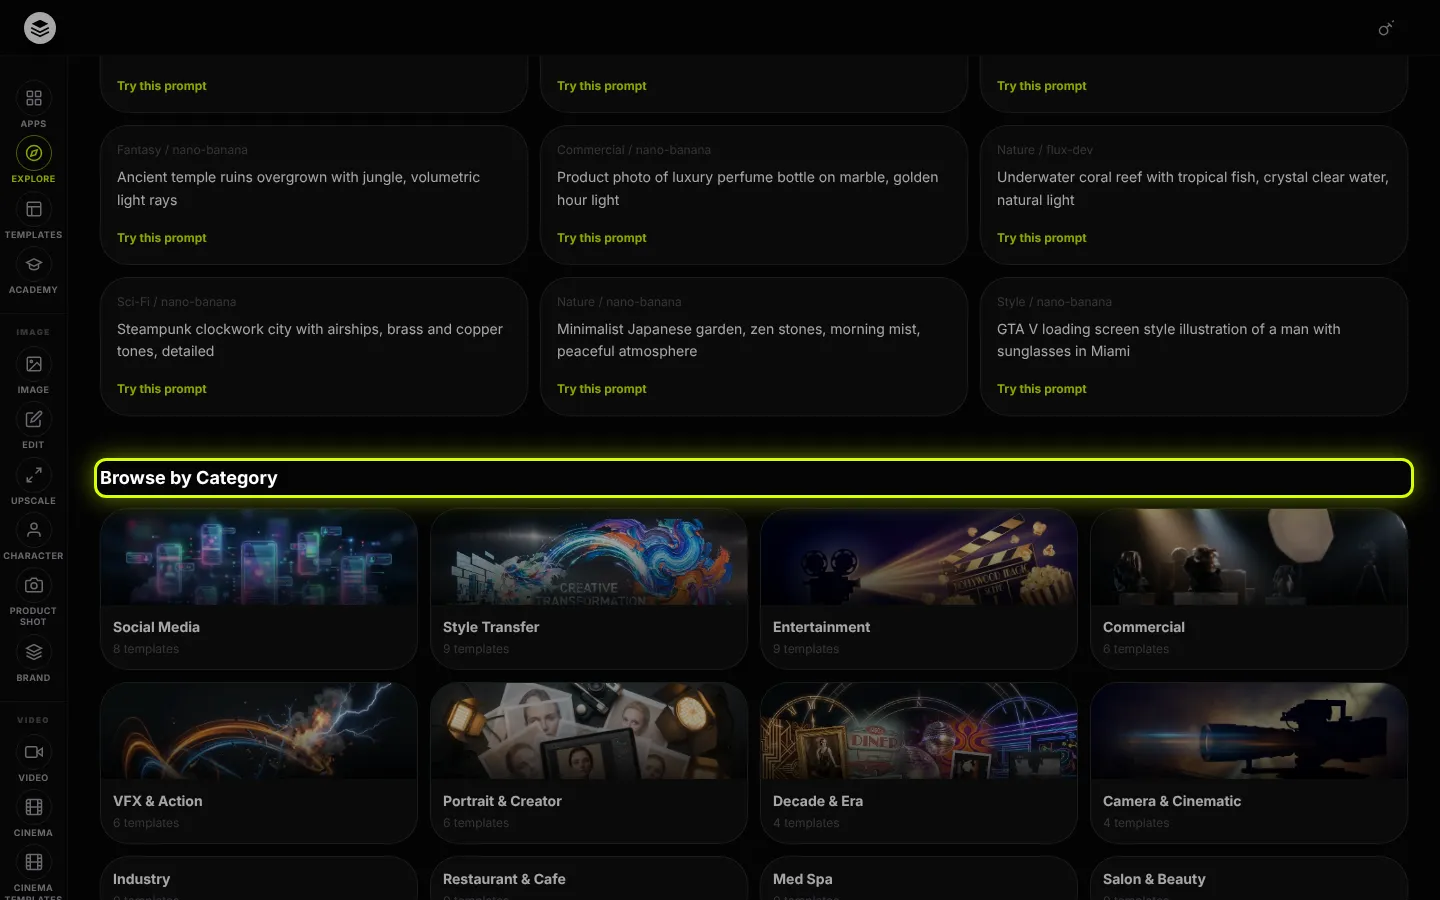 APPS
EXPLORE
TEMPLATES
ACADEMY
IMAGE
IMAGE
EDIT
UPSCALE
CHARACTER
PRODUCT
SHOT
BRAND
VIDEO
VIDEO
CINEMA
CINEMA
TEMPLATES
Try this prompt
Try this prompt
Try this prompt
Fantasy / nano-banana
Ancient temple ruins overgrown with jungle, volumetric
light rays
Try this prompt
Commercial / nano-banana
Product photo of luxury perfume bottle on marble, golden
hour light
Try this prompt
Nature / flux-dev
Underwater coral reef with tropical fish, crystal clear water,
natural light
Try this prompt
Sci-Fi / nano-banana
Steampunk clockwork city with airships, brass and copper
tones, detailed
Try this prompt
Nature / nano-banana
Minimalist Japanese garden, zen stones, morning mist,
peaceful atmosphere
Try this prompt
Style / nano-banana
GTA V loading screen style illustration of a man with
sunglasses in Miami
Try this prompt
Browse by Category
Social Media
8 templates
CREATIVE
TRANSFORMATION
Style Transfer
9 templates
Entertainment
9 templates
Commercial
6 templates
VFX & Action
6 templates
Portrait & Creator
6 templates
DINER
Decade & Era
4 templates
Camera & Cinematic
4 templates
Industry
Restaurant & Cafe
Med Spa
Salon & Beauty